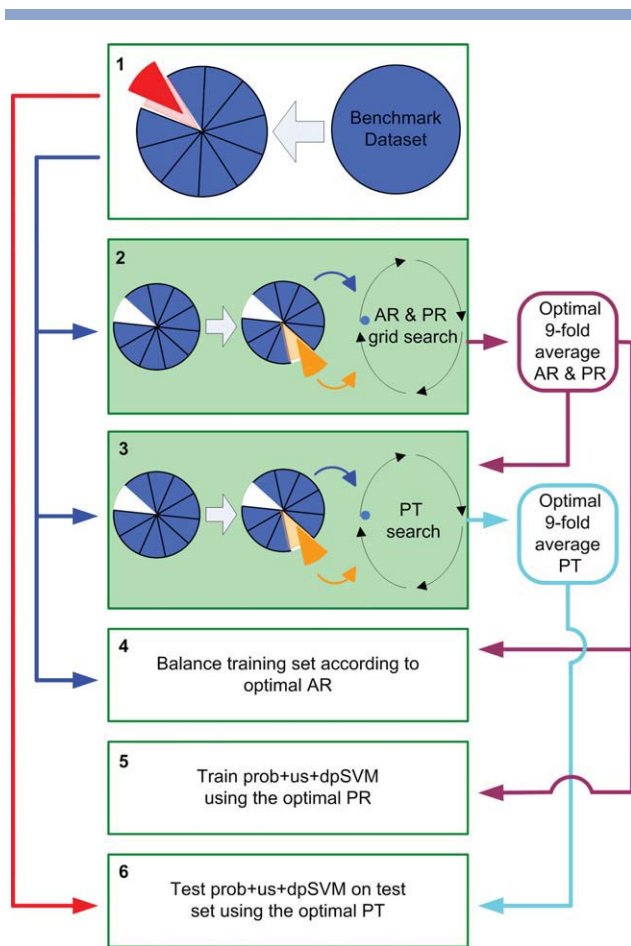 1
Benchmark
Dataset
2
AR & PR
grid search
Optimal
9-fold
average
AR & PR
3
PT
search
Optimal
9-fold
average
PT
4
Balance training set according to
optimal AR
5
Train prob+us+dpSVM
using the optimal PR
6
Test prob+us+dpSVM on test
set using the optimal PT